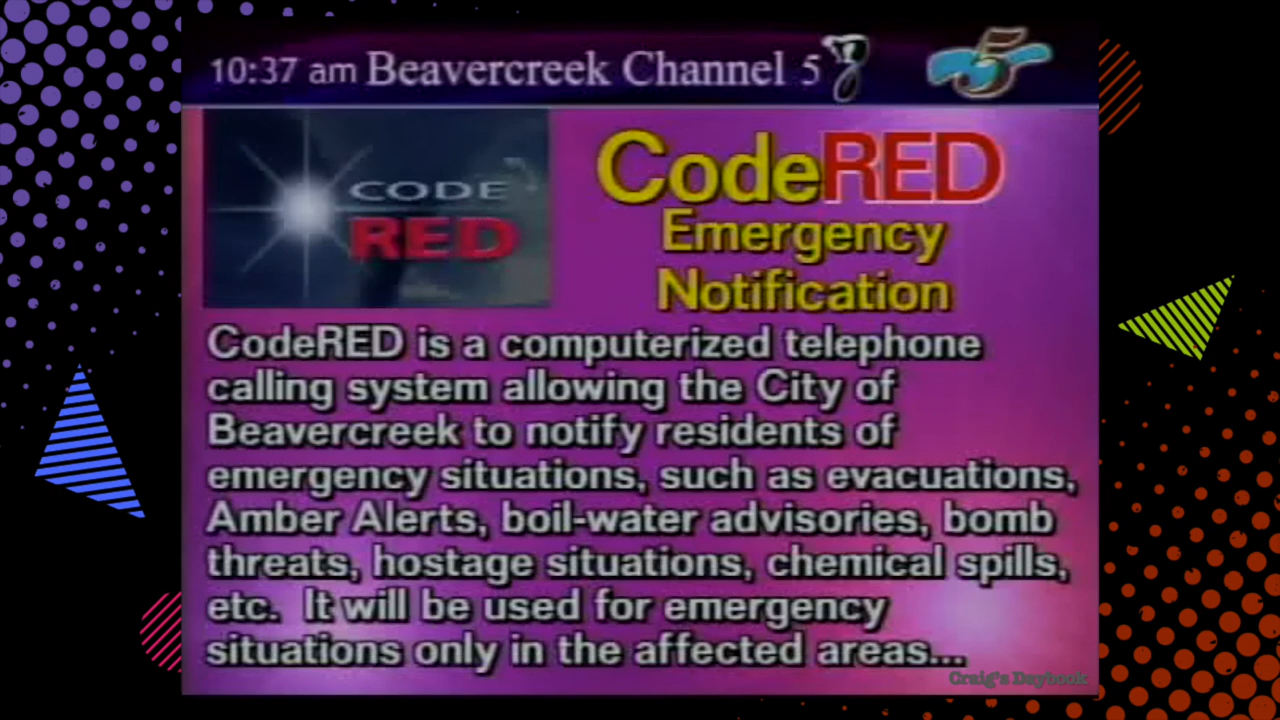 10:37 am Beavercreek Channel 5
5
CODE
RED
CodeRED
Emergency
Notification
CodeRED is a computerized telephone
calling system allowing the City of
Beavercreek to notify residents of
emergency situations, such as evacuations,
Amber Alerts, boil-water advisories, bomb
threats, hostage situations, chemical spills,
etc.  It will be used for emergency
situations only in the affected areas...
Craig's Daybook